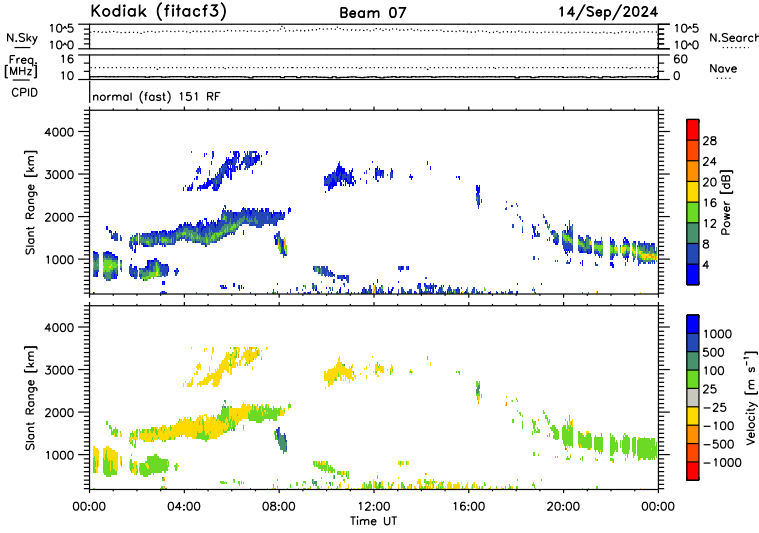 Kodiak (fitacf3) Beam 07 14/Sep/2024
N.Sky 10^5 10^0 10^5 10^0 N.Search
Freq. [MHz] 16 10 60 0 Nave
CPID normal (fast) 151 RF
Slant Range [km] 4000 3000 2000 1000
28 24 20 16 12 8 4 Power [dB]
Slant Range [km] 4000 3000 2000 1000
1000 500 100 25 −25 −100 −500 −1000 Velocity [m s⁻¹]
00:00 04:00 08:00 12:00 16:00 20:00 00:00
Time UT